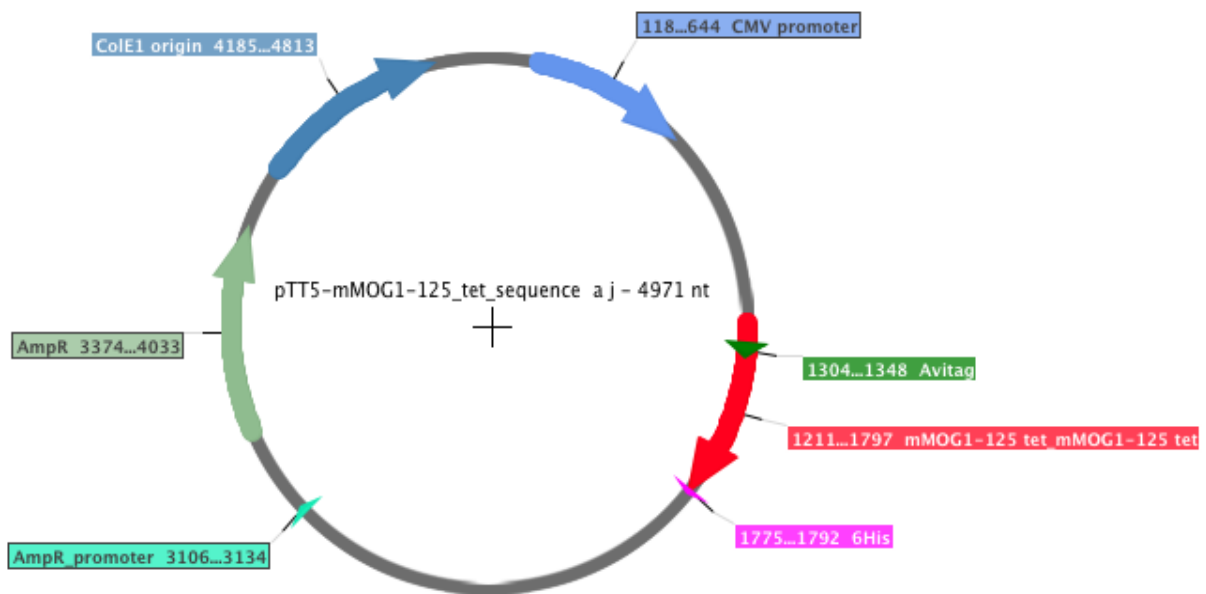 118...644 CMV promoter
ColE1 origin 4185...4813
pTT5-mMOG1-125_tet_sequence a j - 4971 nt
AmpR 3374...4033
1304...1348 Avitag
1211...1797 mMOG1-125 tet_mMOG1-125 tet
1775...1792 6His
AmpR_promoter 3106...3134